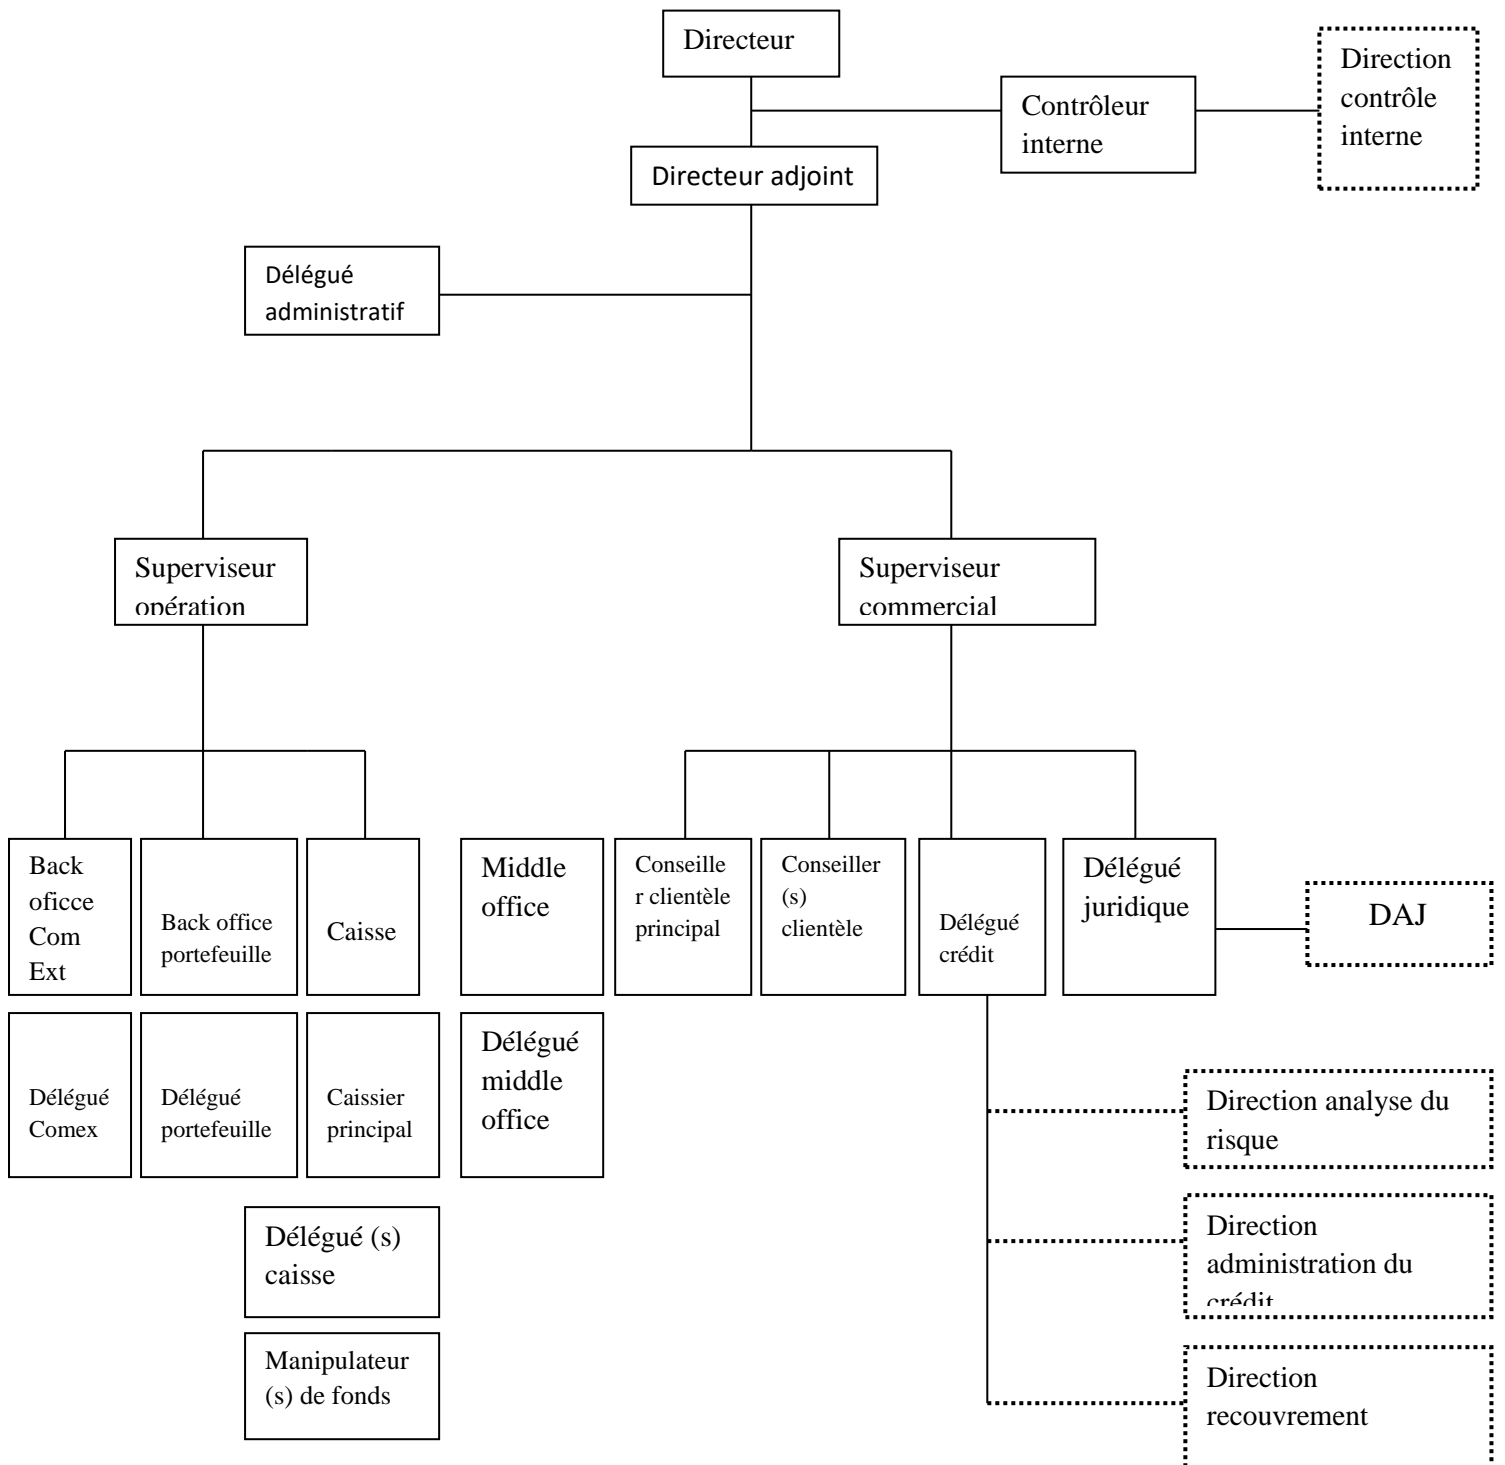 Directeur
Direction
contrôle
interne
Contrôleur
interne
Directeur adjoint
Délégué
administratif
Superviseur
opération
Superviseur
commercial
Back
oficce
Com
Ext
Back office
portefeuille
Caisse
Middle
office
Conseille
r clientèle
principal
Conseiller
(s)
clientèle
Délégué
crédit
Délégué
juridique
DAJ
Délégué
Comex
Délégué
portefeuille
Caissier
principal
Délégué
middle
office
Direction analyse du
risque
Délégué (s)
caisse
Direction
administration du
crédit
Manipulateur
(s) de fonds
Direction
recouvrement